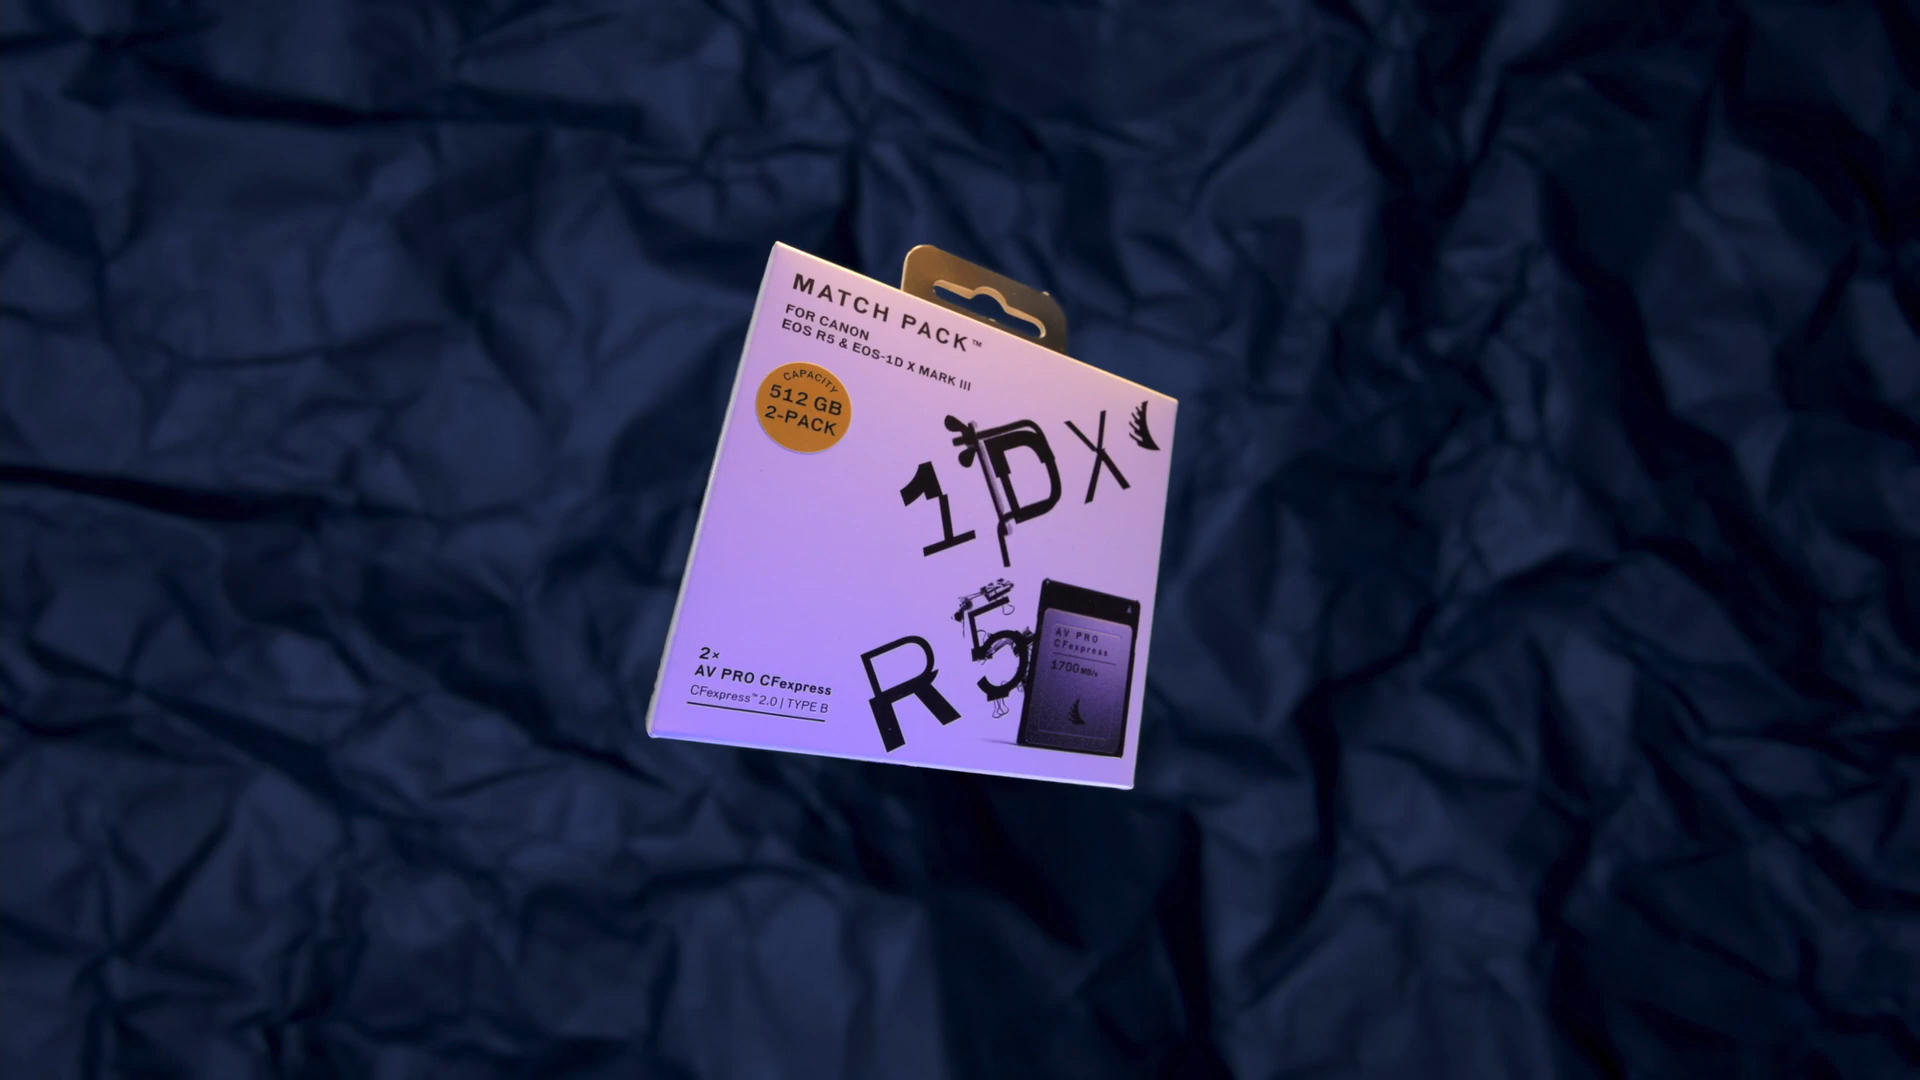 MATCH PACK™
FOR CANON
EOS R5 & EOS-1D X MARK III
CAPACITY
512 GB
2-PACK
1DX
R5
AV PRO
CFexpress
1700 MB/s
2×
AV PRO CFexpress
CFexpress™ 2.0 | TYPE B